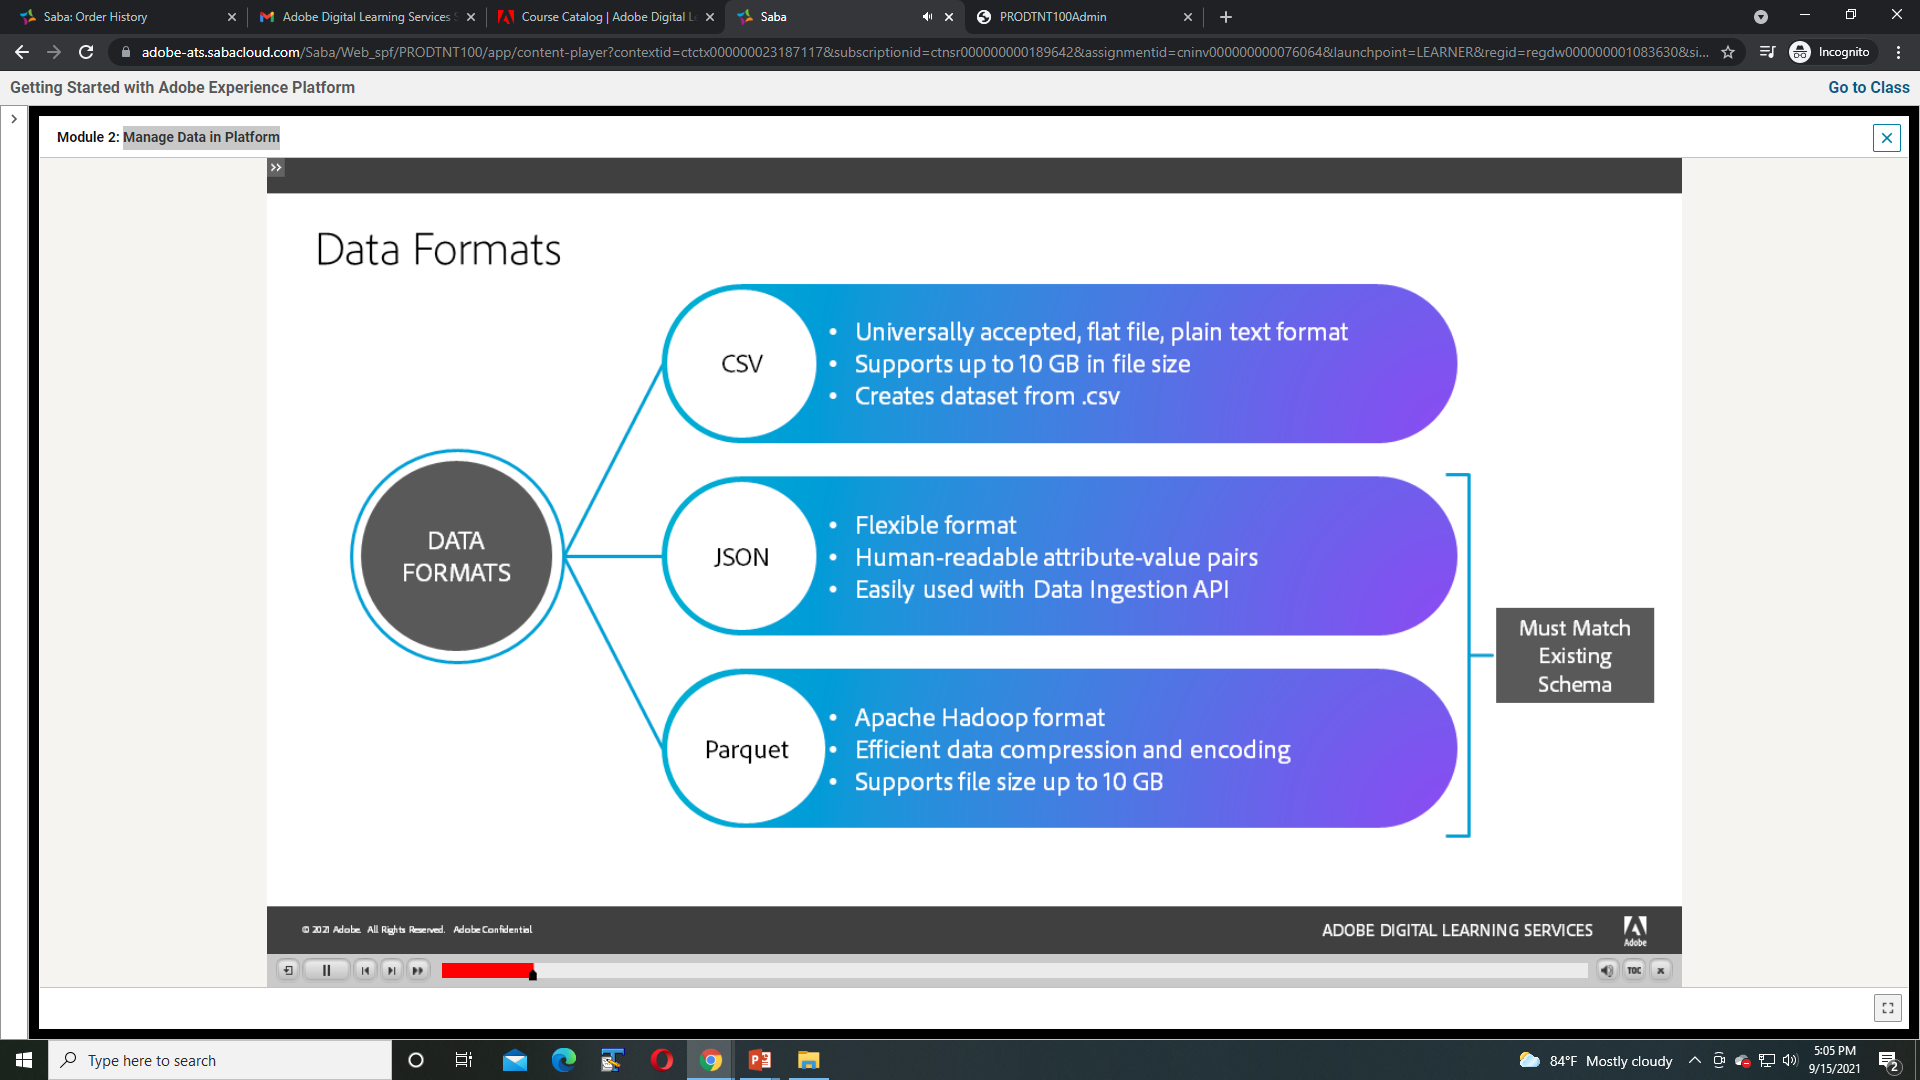 Saba: Order History
Adobe Digital Learning Services S
Course Catalog | Adobe Digital L
Saba
PRODTNT100Admin
adobe-ats.sabacloud.com/Saba/Web_spf/PRODTNT100/app/content-player?contextid=ctctx000000023187117&subscriptionid=ctnsr000000000189642&assignmentid=cninv000000000076064&launchpoint=LEARNER&regid=regdw000000001083630&si...
Incognito
Getting Started with Adobe Experience Platform
Go to Class
Module 2: Manage Data in Platform
Data Formats
DATA
FORMATS
CSV
• Universally accepted, flat file, plain text format
• Supports up to 10 GB in file size
• Creates dataset from .csv
JSON
• Flexible format
• Human-readable attribute-value pairs
• Easily used with Data Ingestion API
Parquet
• Apache Hadoop format
• Efficient data compression and encoding
• Supports file size up to 10 GB
Must Match
Existing
Schema
© 2021 Adobe. All Rights Reserved. Adobe Confidential
ADOBE DIGITAL LEARNING SERVICES
Adobe
TOC
Type here to search
84°F Mostly cloudy
5:05 PM
9/15/2021
2